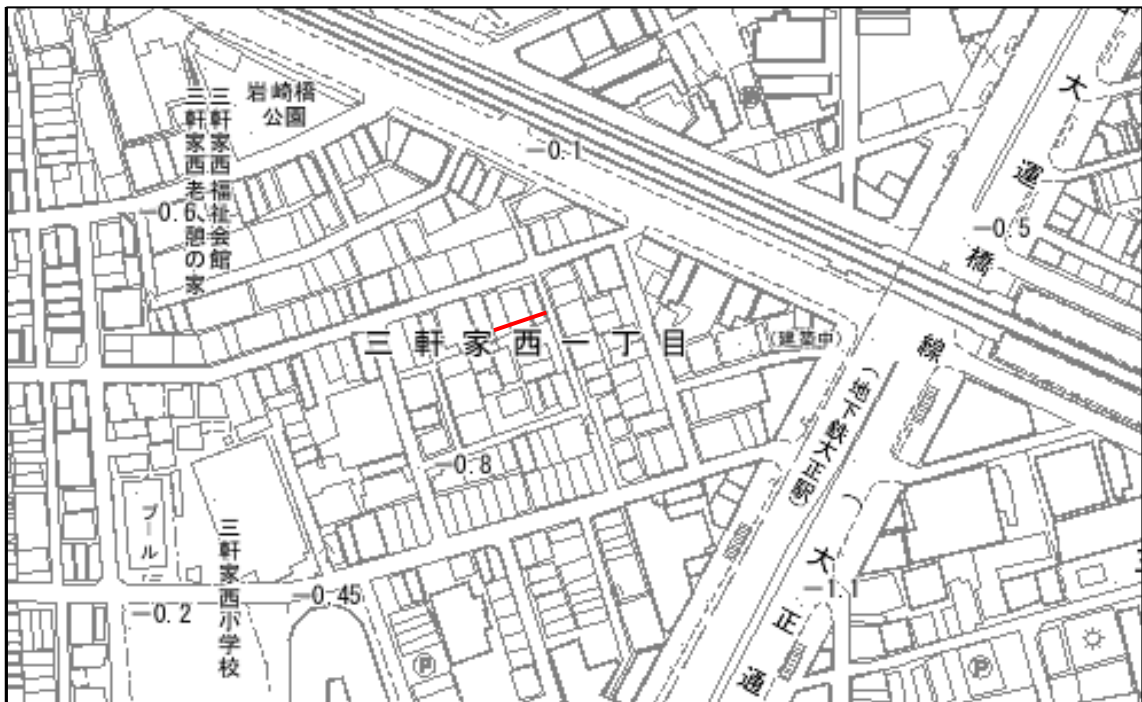 岩崎橋
公園
三軒家西福祉会館
三軒家西老人憩の家
-0.1
-0.6
大運橋線
-0.5
三軒家西一丁目
(建築中)
(地下鉄大正駅)
-0.8
プール
三軒家西小学校
-0.45
-0.2
大正通
-1.1
P
P